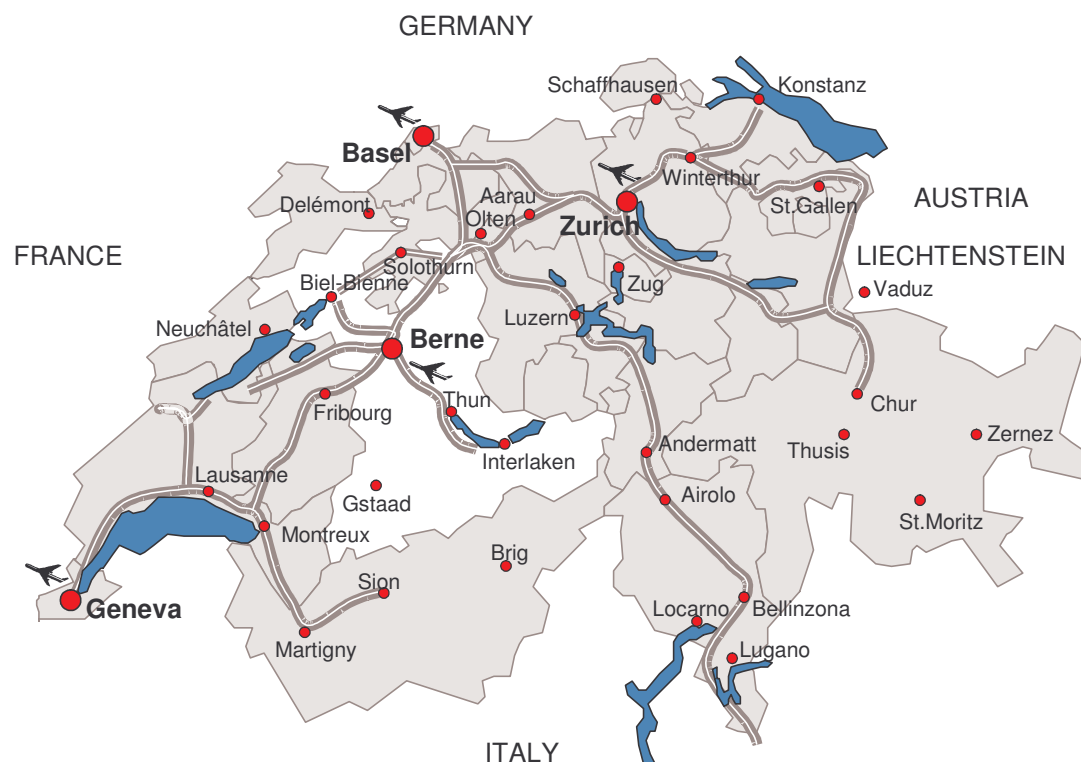 GERMANY
Schaffhausen
Konstanz
Basel
Winterthur
Aarau
AUSTRIA
Delémont
St.Gallen
Olten
Zurich
FRANCE
LIECHTENSTEIN
Solothurn
Biel-Bienne
Zug
Vaduz
Luzern
Neuchâtel
Berne
Thun
Chur
Fribourg
Zernez
Andermatt
Thusis
Interlaken
Lausanne
Airolo
Gstaad
St.Moritz
Montreux
Brig
Sion
Geneva
Locarno
Bellinzona
Martigny
Lugano
ITALY